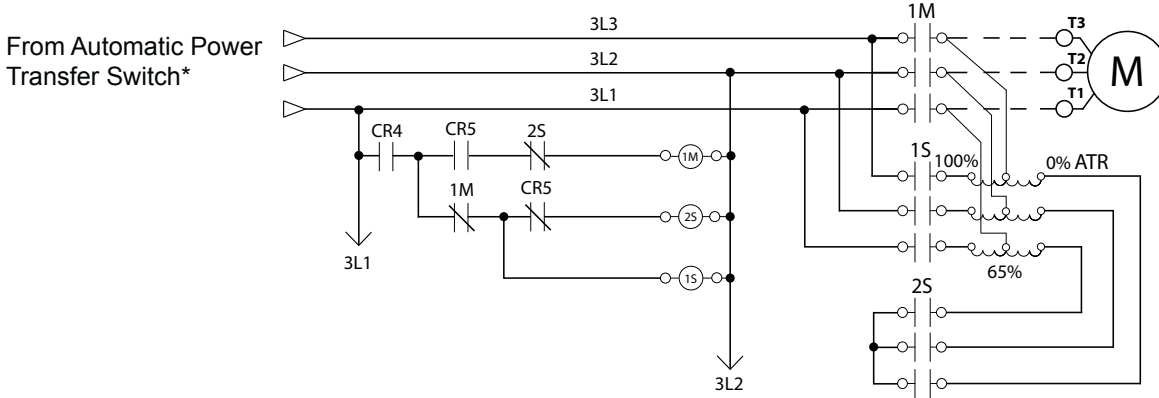 1M
3L3
T3
From Automatic Power
Transfer Switch*
3L2
T2
M
3L1
T1
CR4
CR5
2S
1M
1S
100%
0% ATR
1M
CR5
2S
3L1
1S
65%
2S
3L2